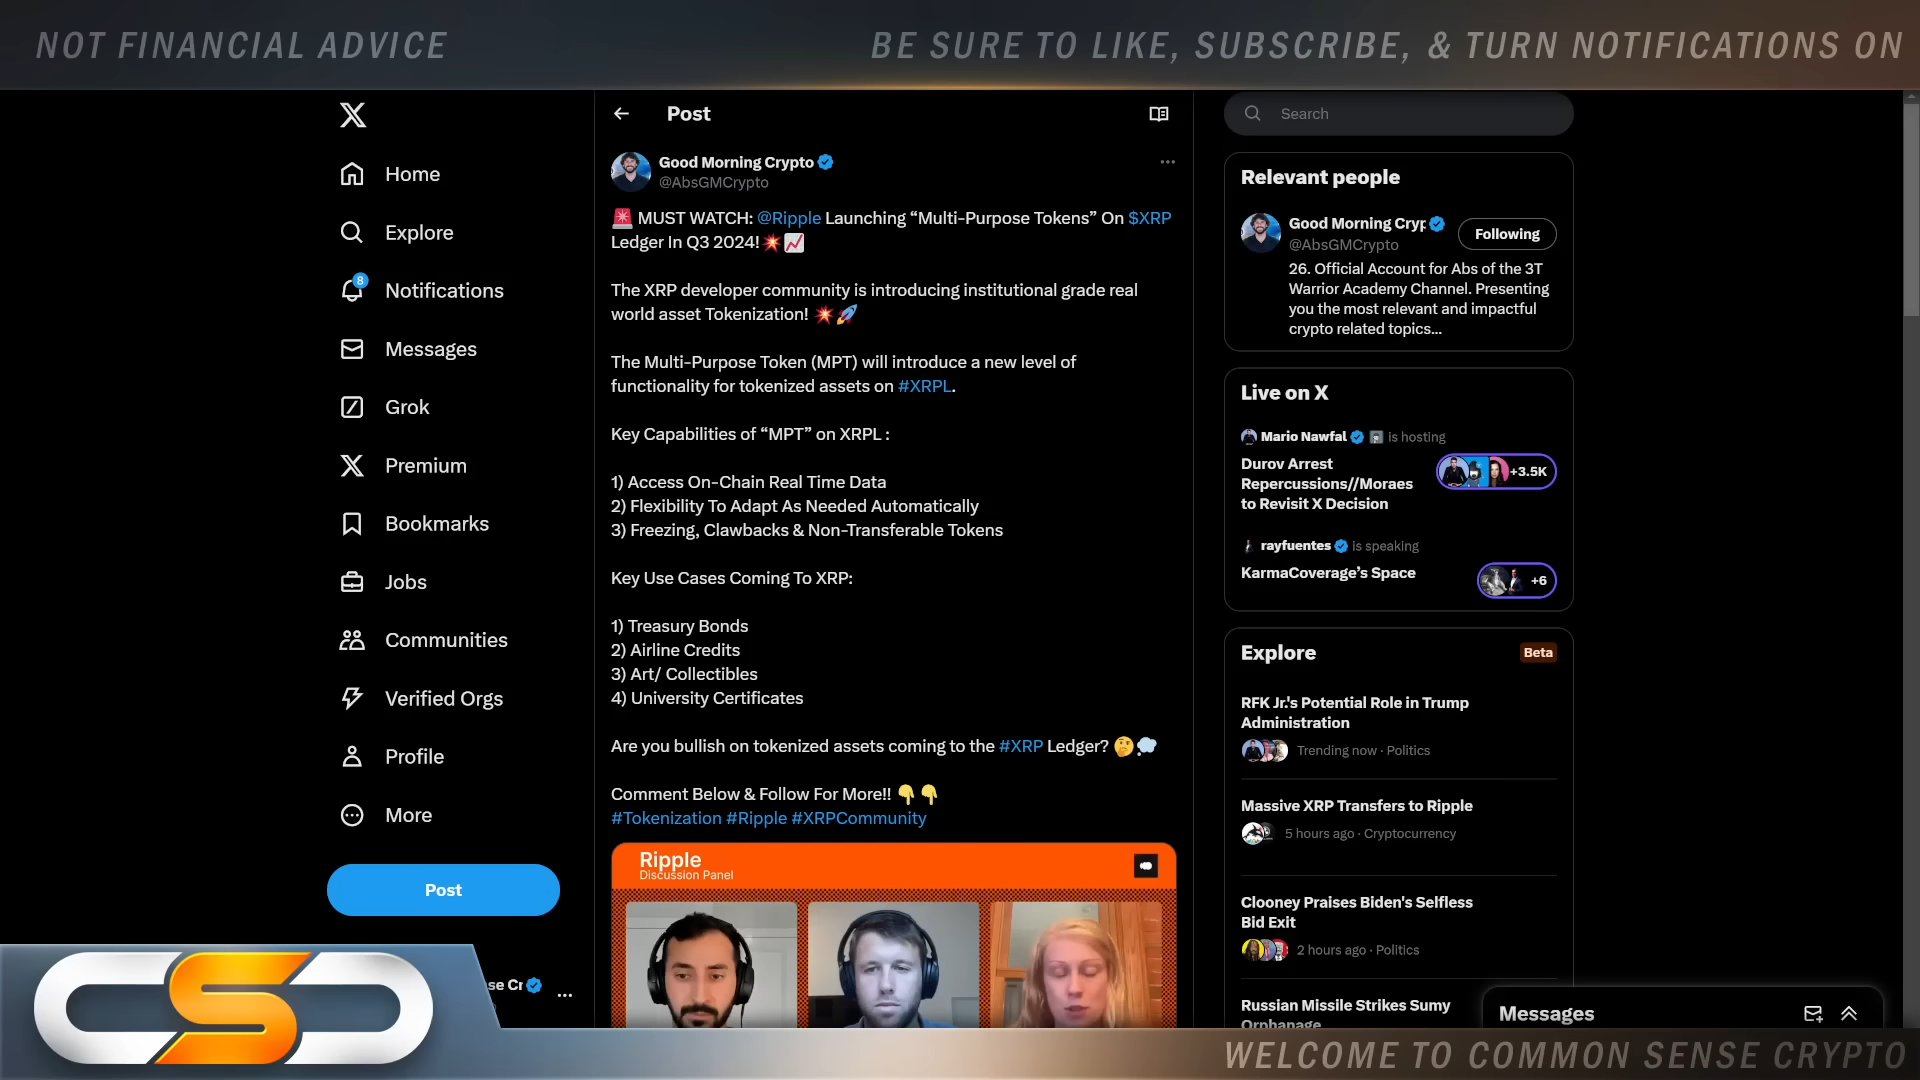 NOT FINANCIAL ADVICE
BE SURE TO LIKE, SUBSCRIBE, & TURN NOTIFICATIONS ON
Home
Explore
8
Notifications
Messages
Grok
Premium
Bookmarks
Jobs
Communities
Verified Orgs
Profile
More
Post
se Cr
Post
Good Morning Crypto
@AbsGMCrypto
🚨 MUST WATCH: @Ripple Launching “Multi-Purpose Tokens” On $XRP
Ledger In Q3 2024!💥📈
The XRP developer community is introducing institutional grade real
world asset Tokenization! 💥🚀
The Multi-Purpose Token (MPT) will introduce a new level of
functionality for tokenized assets on #XRPL.
Key Capabilities of “MPT” on XRPL :
1) Access On-Chain Real Time Data
2) Flexibility To Adapt As Needed Automatically
3) Freezing, Clawbacks & Non-Transferable Tokens
Key Use Cases Coming To XRP:
1) Treasury Bonds
2) Airline Credits
3) Art/ Collectibles
4) University Certificates
Are you bullish on tokenized assets coming to the #XRP Ledger? 🤔💭
Comment Below & Follow For More!! 👇👇
#Tokenization #Ripple #XRPCommunity
Ripple
Discussion Panel
Search
Relevant people
Good Morning Cryp
Following
@AbsGMCrypto
26. Official Account for Abs of the 3T
Warrior Academy Channel. Presenting
you the most relevant and impactful
crypto related topics...
Live on X
Mario Nawfal is hosting
Durov Arrest
Repercussions//Moraes
to Revisit X Decision
+3.5K
rayfuentes is speaking
KarmaCoverage’s Space
+6
Explore
Beta
RFK Jr.'s Potential Role in Trump
Administration
Trending now · Politics
Massive XRP Transfers to Ripple
5 hours ago · Cryptocurrency
Clooney Praises Biden's Selfless
Bid Exit
2 hours ago · Politics
Russian Missile Strikes Sumy
Orphanage
Messages
CSC
WELCOME TO COMMON SENSE CRYPTO